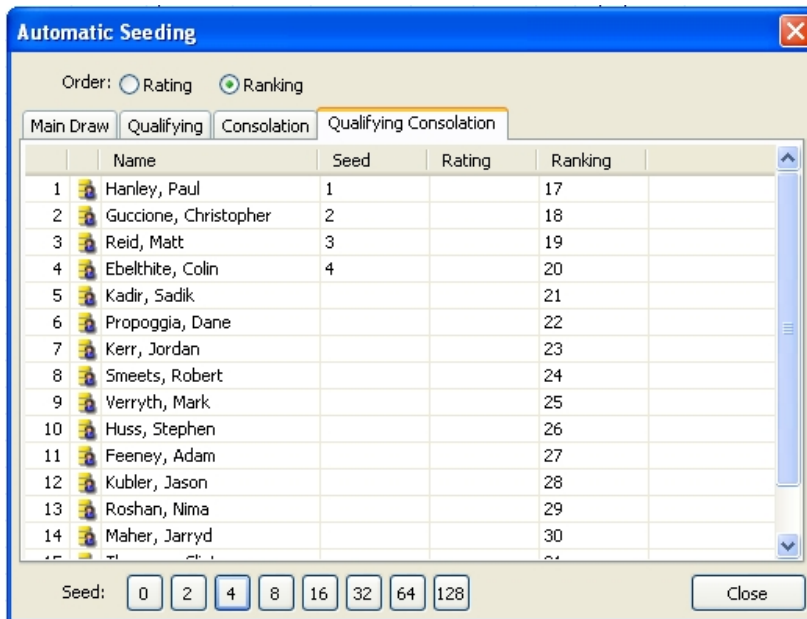 Automatic Seeding
Order: Rating Ranking
Main Draw Qualifying Consolation Qualifying Consolation
Name Seed Rating Ranking
1 Hanley, Paul 1 17
2 Guccione, Christopher 2 18
3 Reid, Matt 3 19
4 Ebelthite, Colin 4 20
5 Kadir, Sadik 21
6 Propoggia, Dane 22
7 Kerr, Jordan 23
8 Smeets, Robert 24
9 Verryth, Mark 25
10 Huss, Stephen 26
11 Feeney, Adam 27
12 Kubler, Jason 28
13 Roshan, Nima 29
14 Maher, Jarryd 30
Seed: 0 2 4 8 16 32 64 128 Close